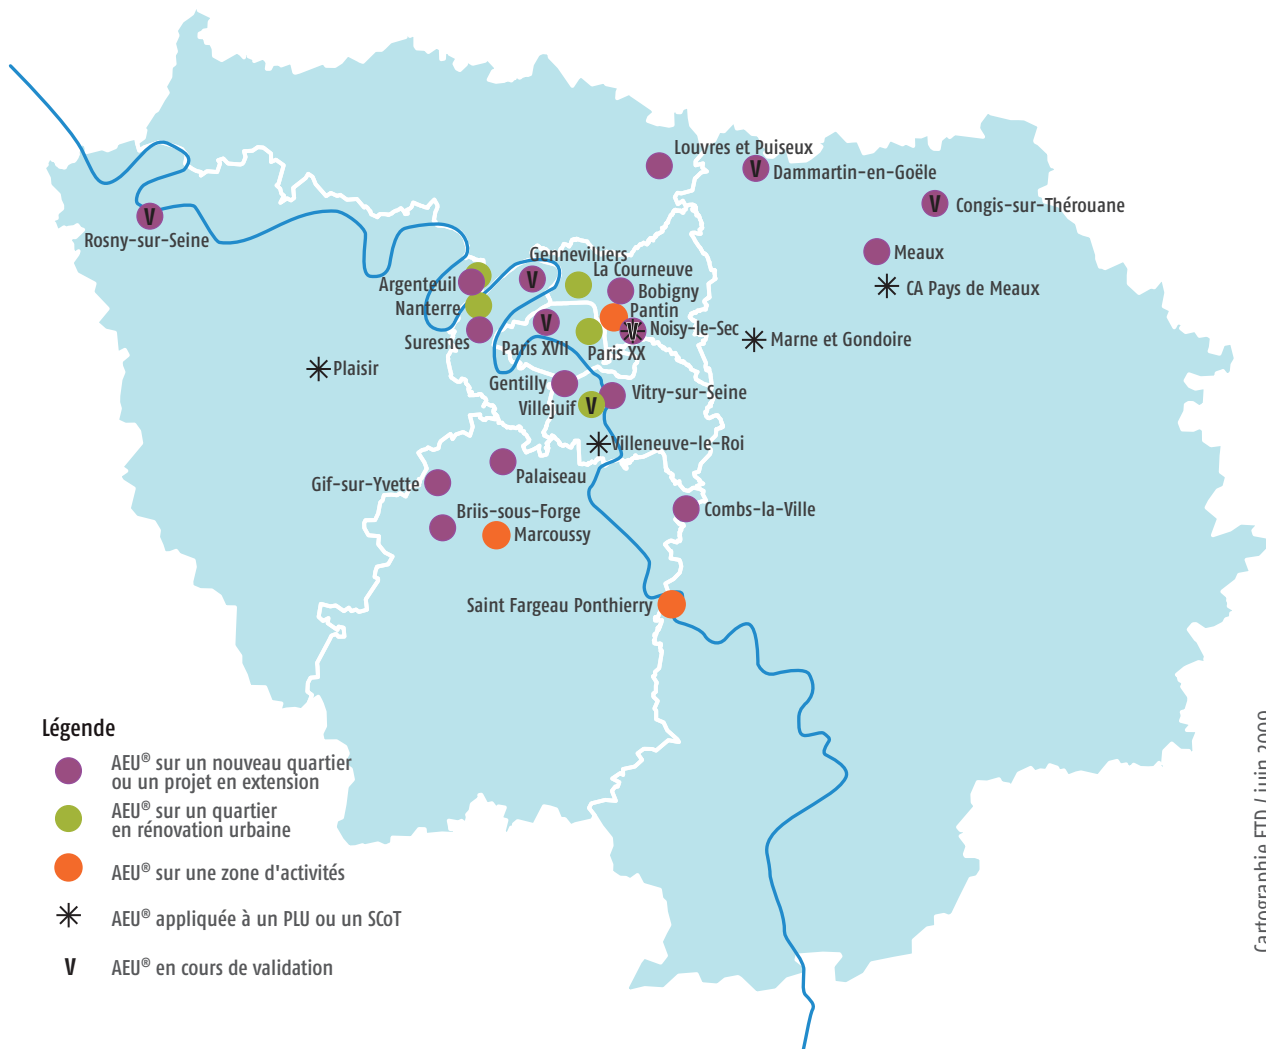 Louvres et Puiseux
V
Dammartin-en-Goële
V
Congis-sur-Thérouane
V
Rosny-sur-Seine
Meaux
CA Pays de Meaux
Gennevilliers
V
La Courneuve
Argenteuil
Bobigny
Nanterre
Pantin
V
Noisy-le-Sec
Suresnes
V
Paris XVII
Paris XX
Marne et Gondoire
Plaisir
Gentilly
Vitry-sur-Seine
Villejuif
V
Villeneuve-le-Roi
Palaiseau
Gif-sur-Yvette
Briis-sous-Forge
Marcoussy
Combs-la-Ville
Saint Fargeau Ponthierry
Légende
AEU® sur un nouveau quartier
ou un projet en extension
AEU® sur un quartier
en rénovation urbaine
AEU® sur une zone d'activités
AEU® appliquée à un PLU ou un SCoT
V
AEU® en cours de validation
Cartographie ETD / juin 2009